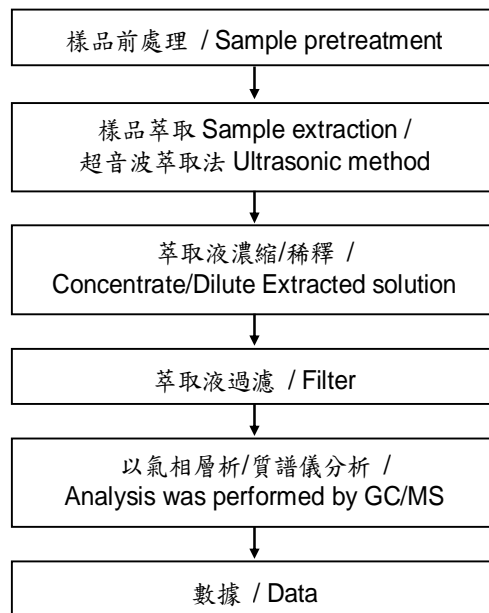 樣品前處理 / Sample pretreatment
樣品萃取 Sample extraction /
超音波萃取法 Ultrasonic method
萃取液濃縮/稀釋 /
Concentrate/Dilute Extracted solution
萃取液過濾 / Filter
以氣相層析/質譜儀分析 /
Analysis was performed by GC/MS
數據 / Data